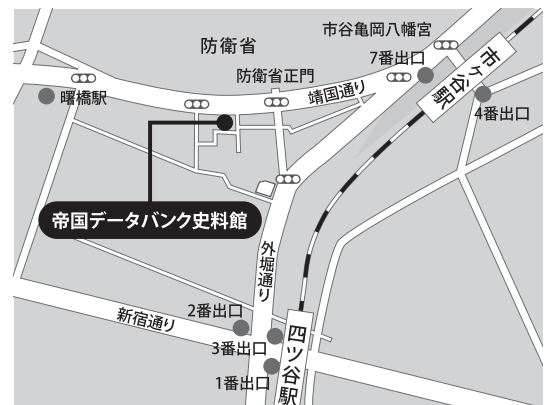 市谷亀岡八幡宮
防衛省
7番出口
市ヶ谷駅
防衛省正門
靖国通り
曙橋駅
4番出口
帝国データバンク史料館
外堀通り
新宿通り
2番出口
3番出口
四ツ谷駅
1番出口